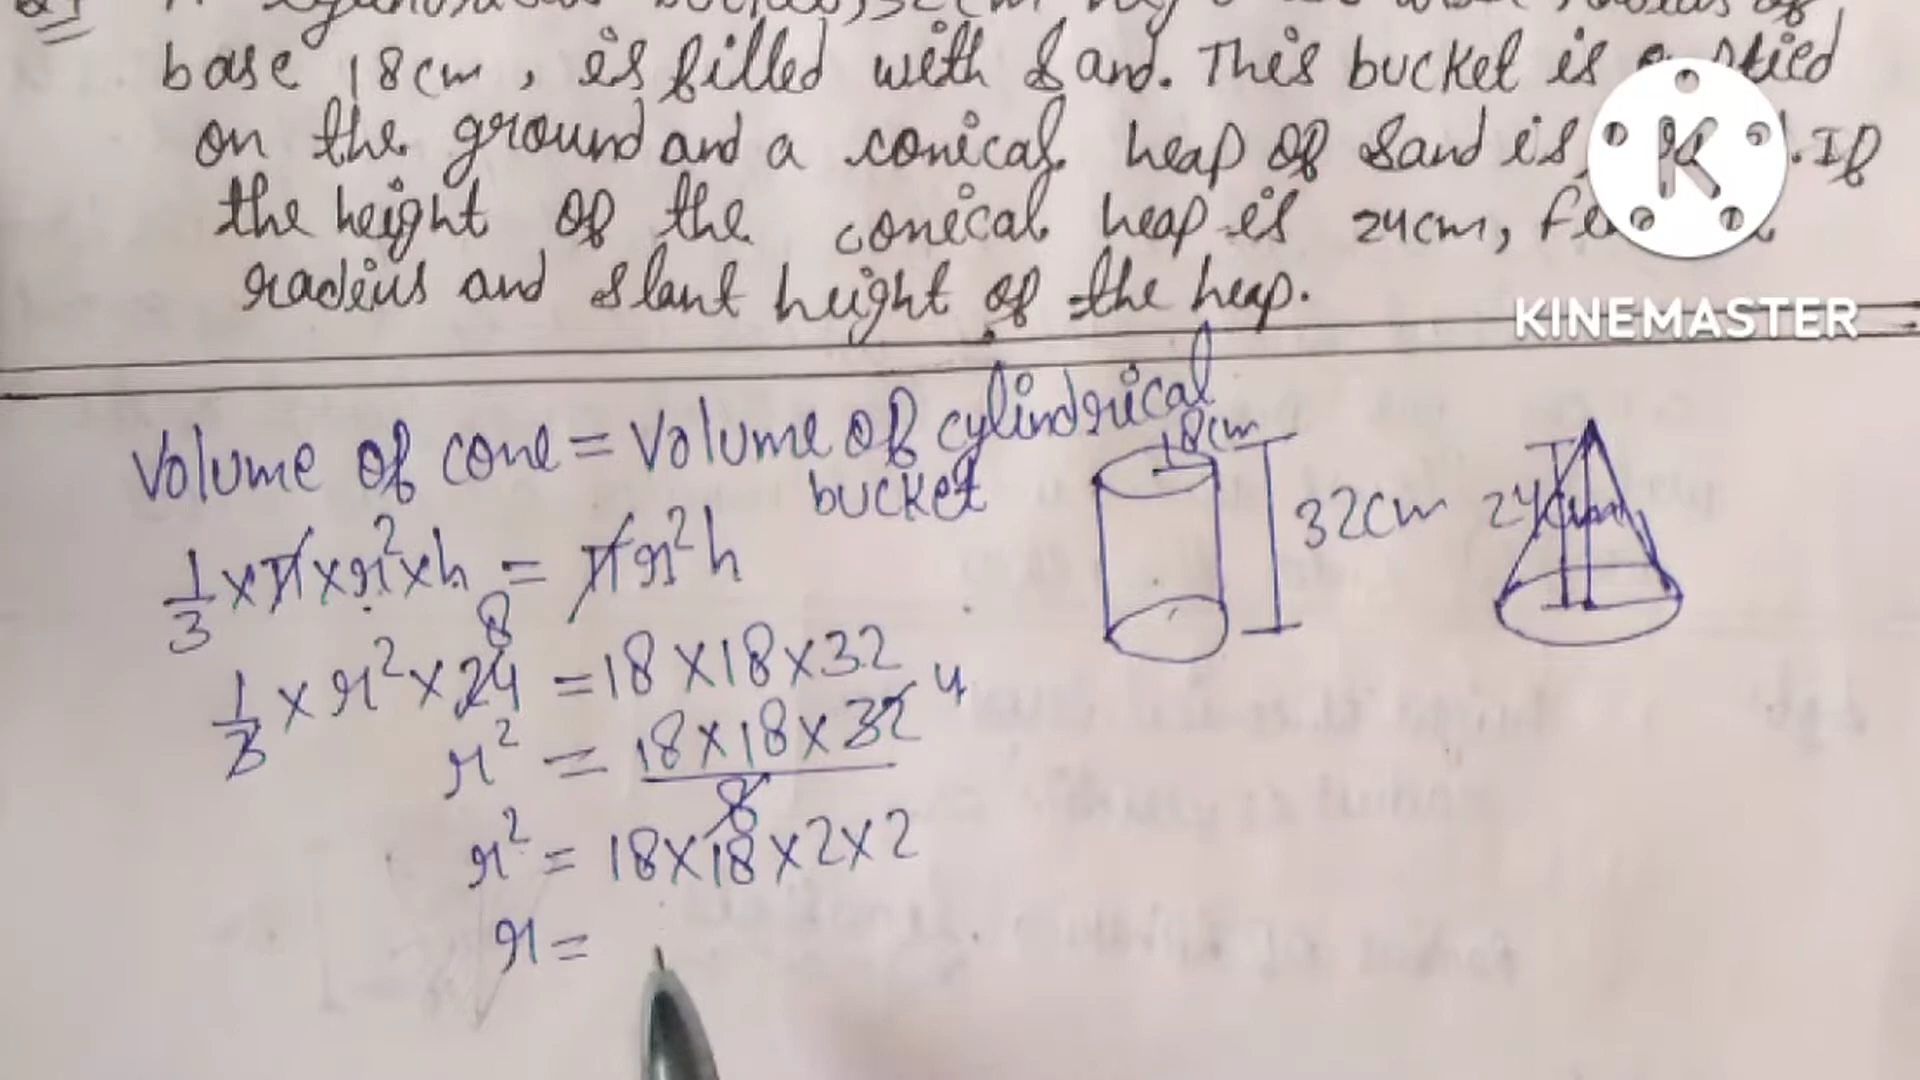 base 18cm, is filled with sand. This bucket is
on the ground and a conical heap of sand is . If
the height of the conical heap is 24cm,
radius and slant height of the heap.
KINEMASTER
Volume of cone = Volume of cylindrical
bucket
18cm
32cm
24cm
1/3 × π × r² × h = πr²h
8
1/3 × r² × 24 = 18 × 18 × 32
r² = 18 × 18 × 32 / 8
4
r² = 18 × 18 × 2 × 2
r =